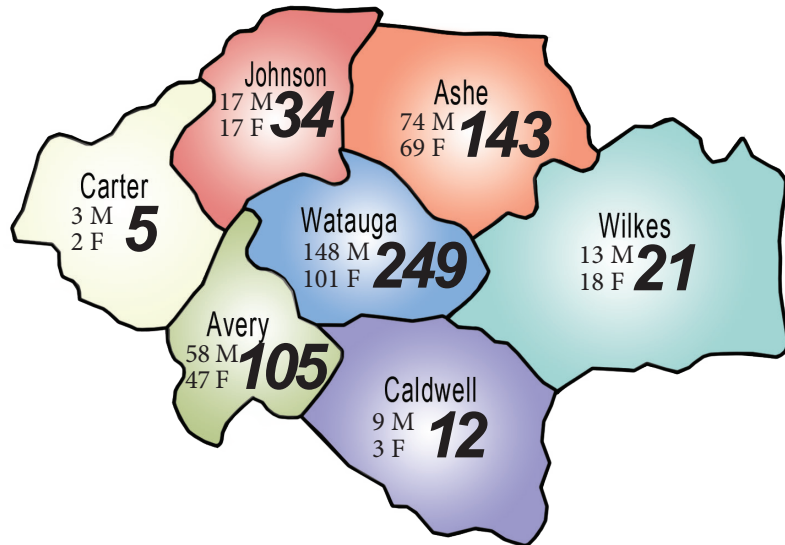 Johnson
17 M
17 F
34
Ashe
74 M
69 F
143
Carter
3 M
2 F
5
Watauga
148 M
101 F
249
Wilkes
13 M
18 F
21
Avery
58 M
47 F
105
Caldwell
9 M
3 F
12